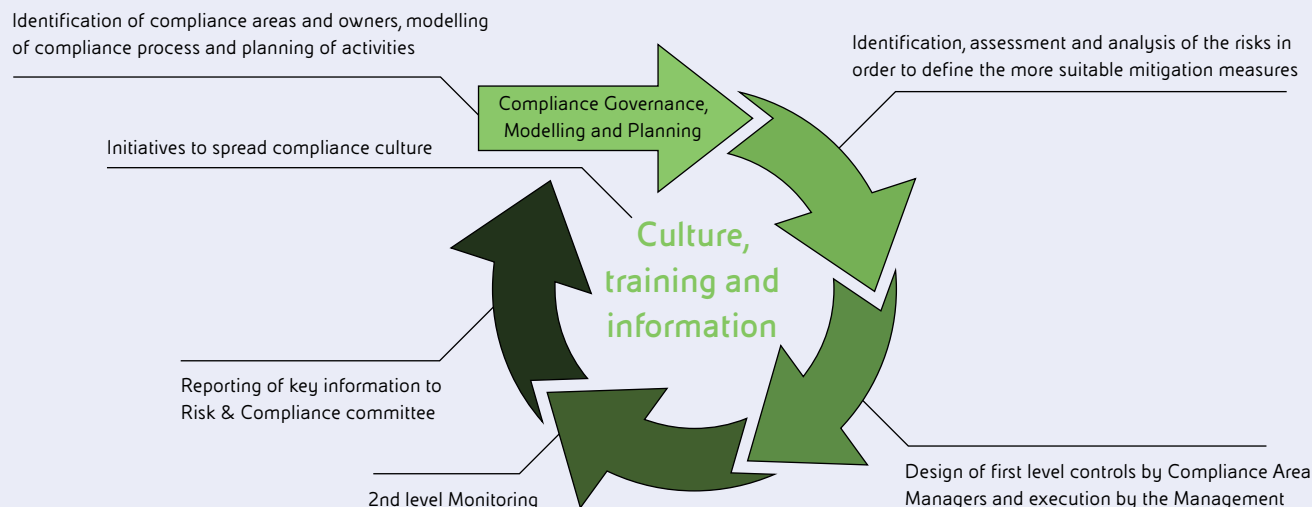 Identification of compliance areas and owners, modelling
of compliance process and planning of activities
Compliance Governance,
Modelling and Planning
Identification, assessment and analysis of the risks in
order to define the more suitable mitigation measures
Initiatives to spread compliance culture
Culture,
training and
information
Reporting of key information to
Risk & Compliance committee
2nd level Monitoring
Design of first level controls by Compliance Area
Managers and execution by the Management